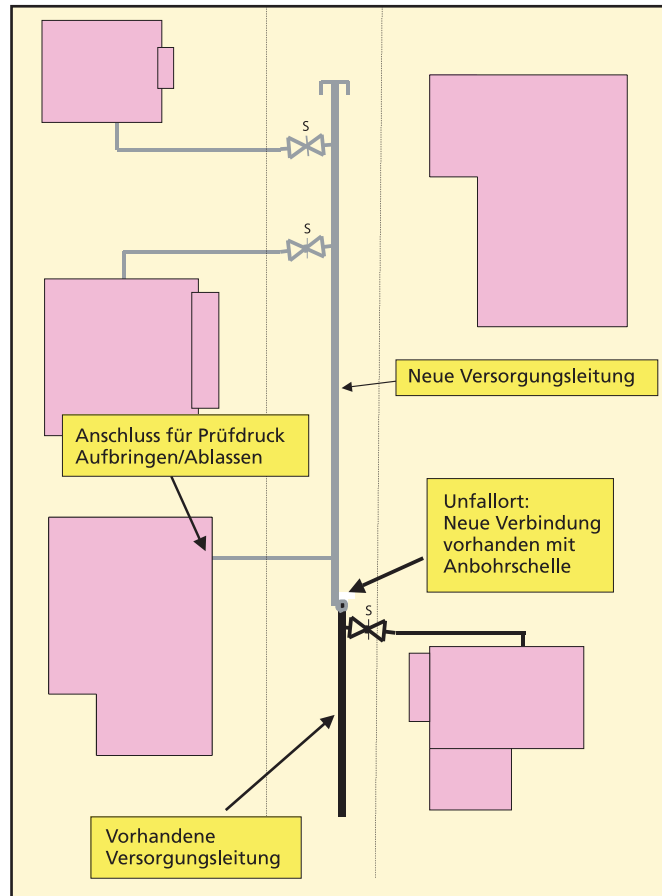 S
S
Neue Versorgungsleitung
Anschluss für Prüfdruck
Aufbringen/Ablassen
Unfallort:
Neue Verbindung
vorhanden mit
Anbohrschelle
S
Vorhandene
Versorgungsleitung